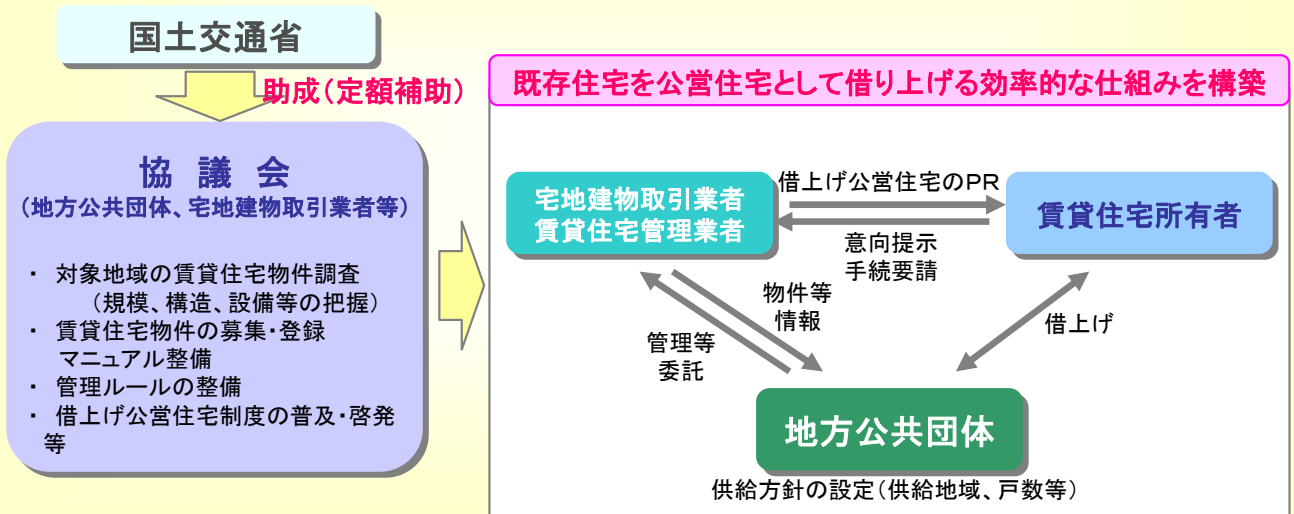 国土交通省
助成(定額補助)
協 議 会
(地方公共団体、宅地建物取引業者等)
・ 対象地域の賃貸住宅物件調査
(規模、構造、設備等の把握)
・ 賃貸住宅物件の募集・登録
マニュアル整備
・ 管理ルールの整備
・ 借上げ公営住宅制度の普及・啓発
等
既存住宅を公営住宅として借り上げる効率的な仕組みを構築
宅地建物取引業者
賃貸住宅管理業者
借上げ公営住宅のPR
意向提示
手続要請
賃貸住宅所有者
物件等
情報
管理等
委託
借上げ
地方公共団体
供給方針の設定(供給地域、戸数等)